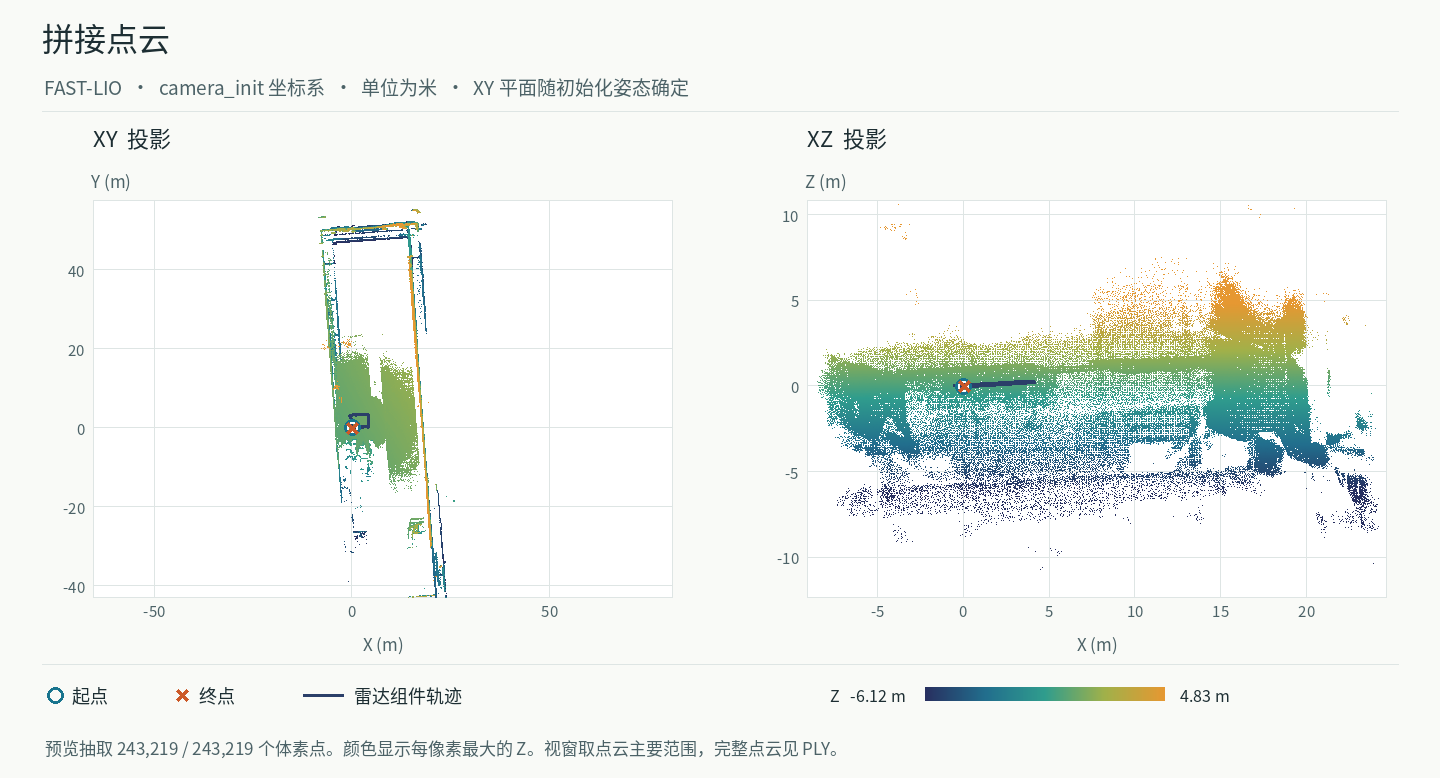 拼接点云
FAST-LIO • camera_init 坐标系 • 单位为米 • XY 平面随初始化姿态确定
XY 投影
Y (m)
40
20
0
-20
-40
-50 0 50
X (m)
XZ 投影
Z (m)
10
5
0
-5
-10
-5 0 5 10 15 20
X (m)
起点 终点 雷达组件轨迹
Z -6.12 m 4.83 m
预览抽取 243,219 / 243,219 个体素点。颜色显示每像素最大的 Z。视窗取点云主要范围，完整点云见 PLY。